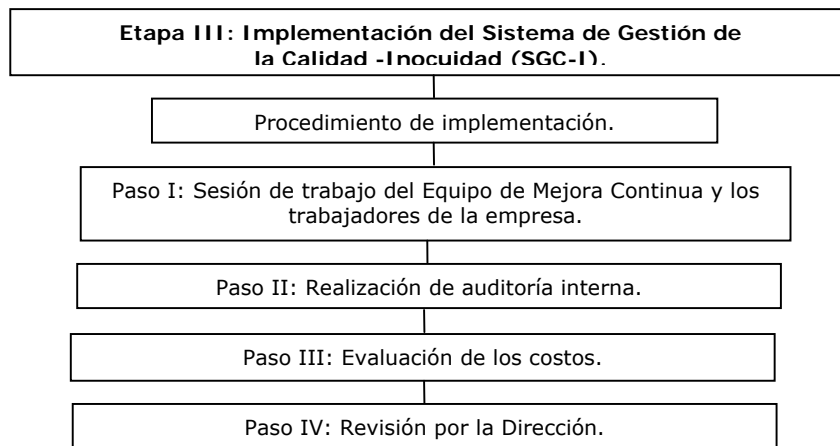 Etapa III: Implementación del Sistema de Gestión de
la Calidad -Inocuidad (SGC-I).
Procedimiento de implementación.
Paso I: Sesión de trabajo del Equipo de Mejora Continua y los
trabajadores de la empresa.
Paso II: Realización de auditoría interna.
Paso III: Evaluación de los costos.
Paso IV: Revisión por la Dirección.